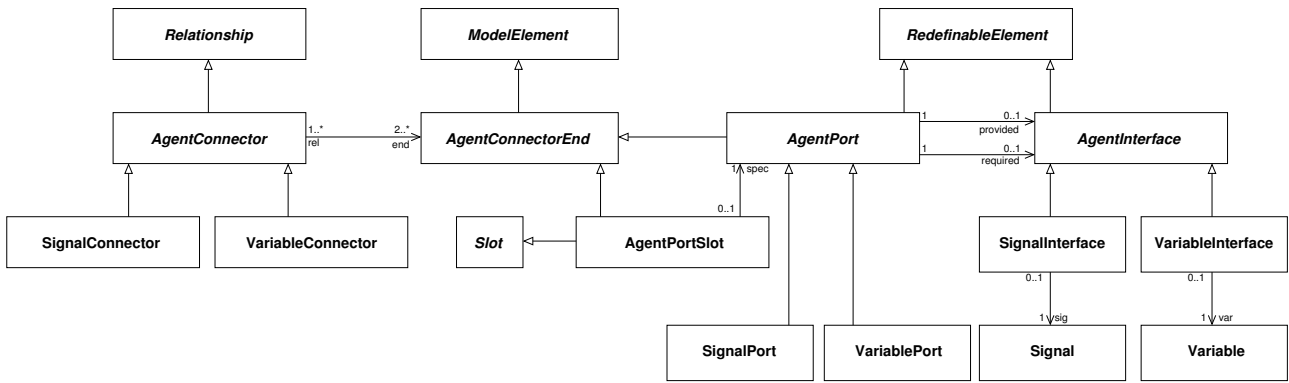 Relationship
ModelElement
RedefinableElement
AgentConnector
1..*
rel
2..*
end
AgentConnectorEnd
AgentPort
1
0..1
provided
1
0..1
required
AgentInterface
1
spec
0..1
SignalConnector
VariableConnector
Slot
AgentPortSlot
SignalInterface
VariableInterface
0..1
0..1
1
sig
1
var
SignalPort
VariablePort
Signal
Variable